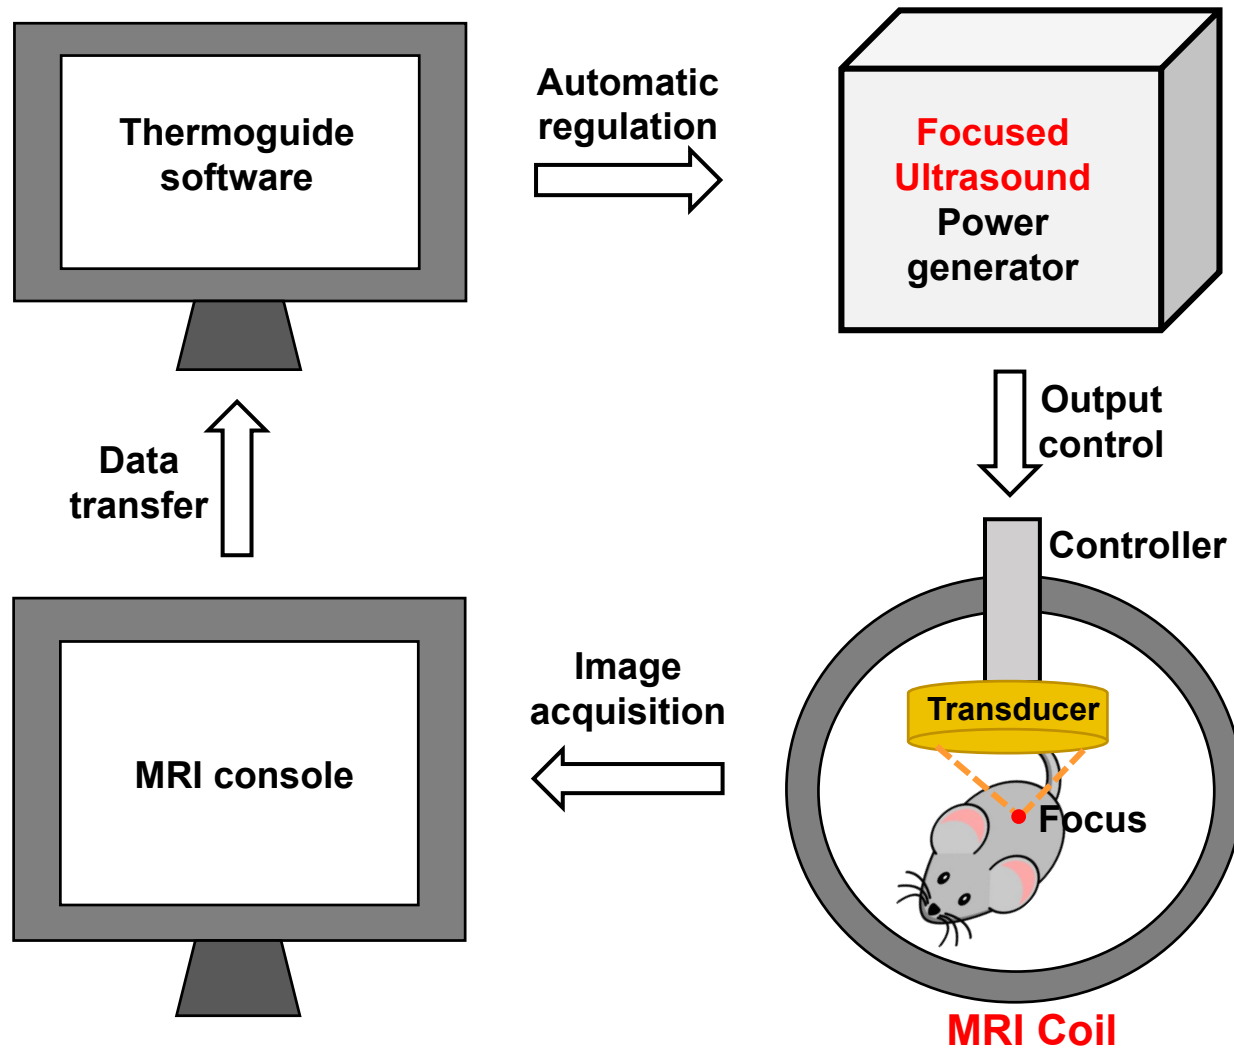 Thermoguide
software
Automatic
regulation
Focused
Ultrasound
Power
generator
Output
control
Data
transfer
Controller
Image
acquisition
Transducer
MRI console
Focus
MRI Coil